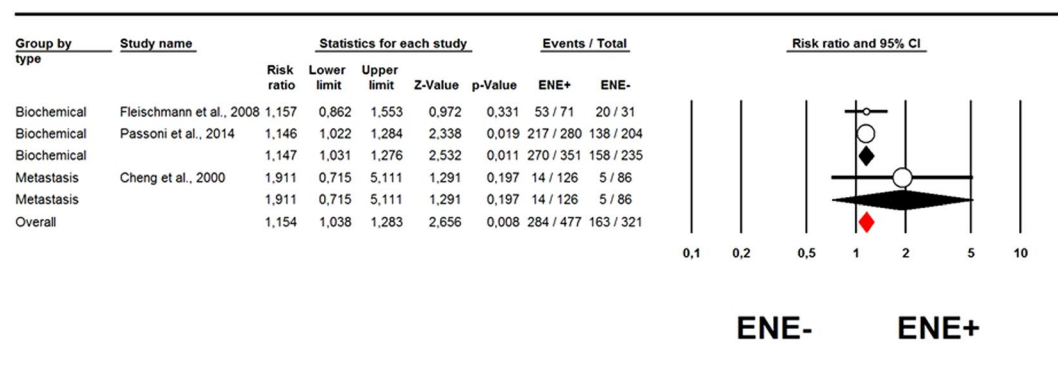 Group by type Study name Statistics for each study Events / Total Risk ratio and 95% CI
Risk ratio Lower limit Upper limit Z-Value p-Value ENE+ ENE-
Biochemical Fleischmann et al., 2008 1,157 0,862 1,553 0,972 0,331 53 / 71 20 / 31
Biochemical Passoni et al., 2014 1,146 1,022 1,284 2,338 0,019 217 / 280 138 / 204
Biochemical 1,147 1,031 1,276 2,532 0,011 270 / 351 158 / 235
Metastasis Cheng et al., 2000 1,911 0,715 5,111 1,291 0,197 14 / 126 5 / 86
Metastasis 1,911 0,715 5,111 1,291 0,197 14 / 126 5 / 86
Overall 1,154 1,038 1,283 2,656 0,008 284 / 477 163 / 321
0,1 0,2 0,5 1 2 5 10
ENE- ENE+